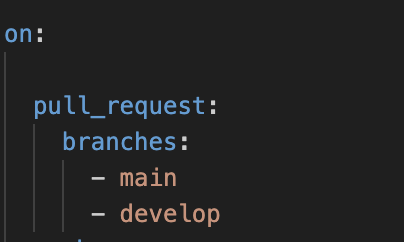 on:
pull_request:
branches:
- main
- develop